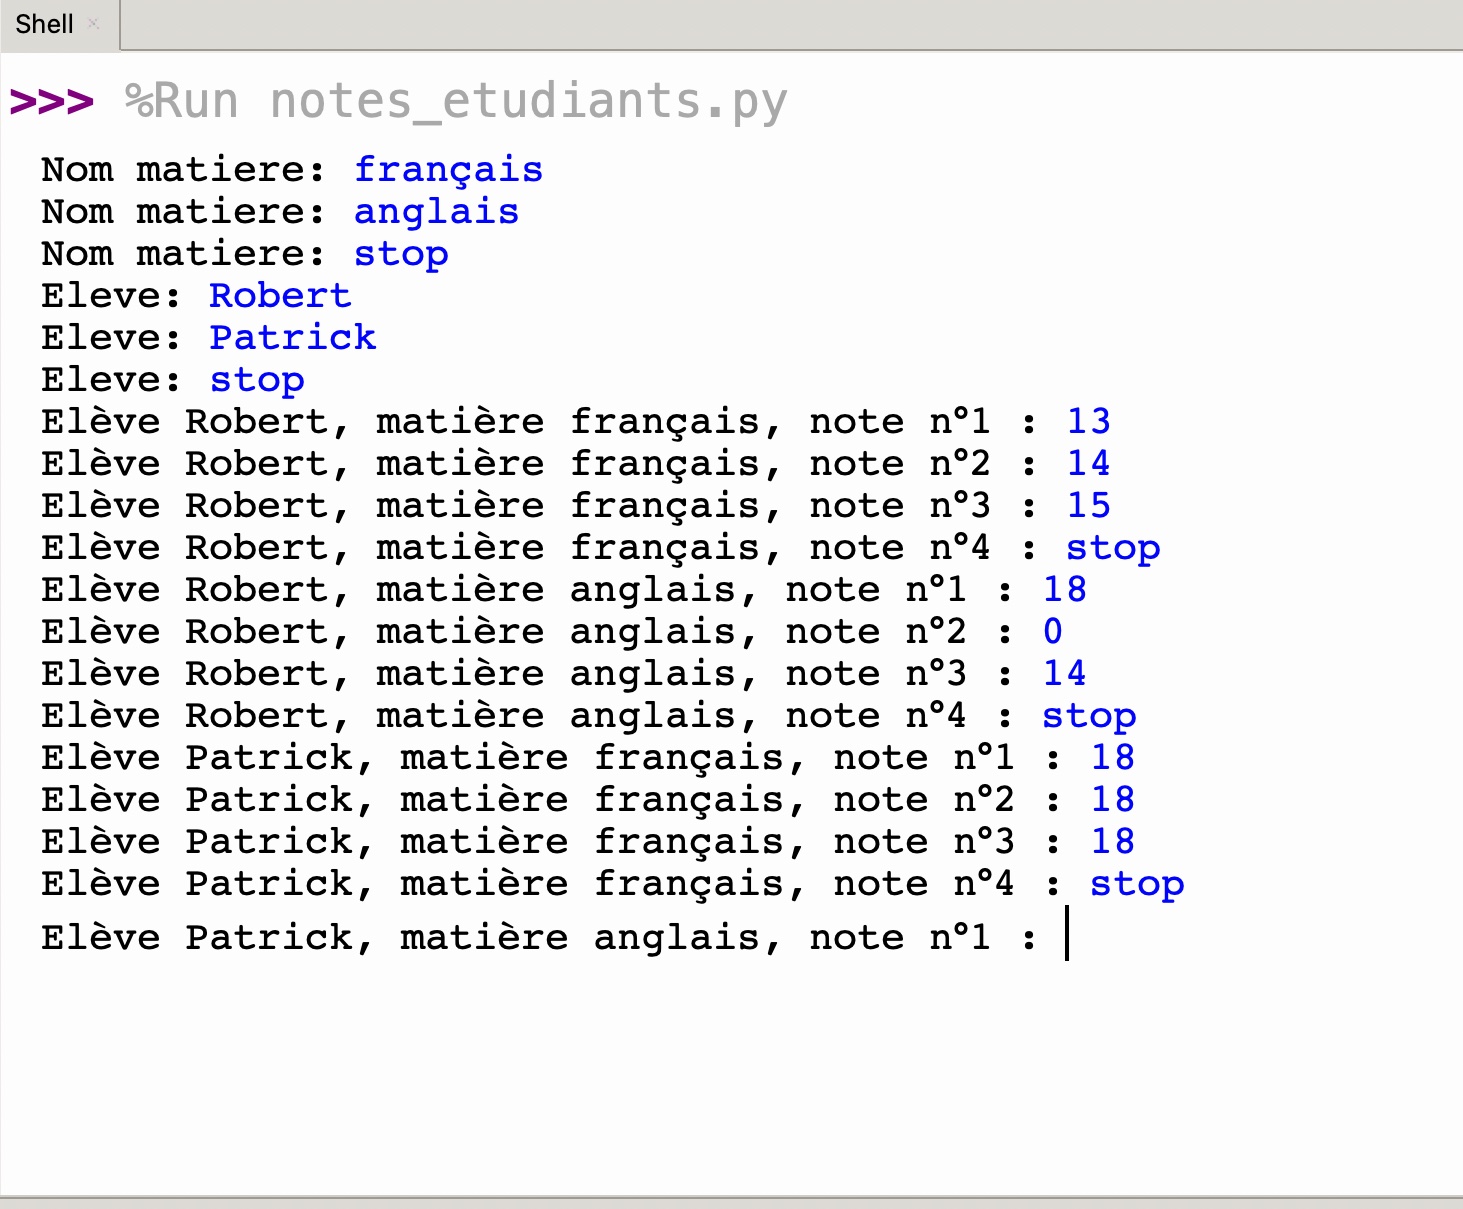 Shell
>>> %Run notes_etudiants.py
Nom matiere: français
Nom matiere: anglais
Nom matiere: stop
Eleve: Robert
Eleve: Patrick
Eleve: stop
Elève Robert, matière français, note n°1 : 13
Elève Robert, matière français, note n°2 : 14
Elève Robert, matière français, note n°3 : 15
Elève Robert, matière français, note n°4 : stop
Elève Robert, matière anglais, note n°1 : 18
Elève Robert, matière anglais, note n°2 : 0
Elève Robert, matière anglais, note n°3 : 14
Elève Robert, matière anglais, note n°4 : stop
Elève Patrick, matière français, note n°1 : 18
Elève Patrick, matière français, note n°2 : 18
Elève Patrick, matière français, note n°3 : 18
Elève Patrick, matière français, note n°4 : stop
Elève Patrick, matière anglais, note n°1 :